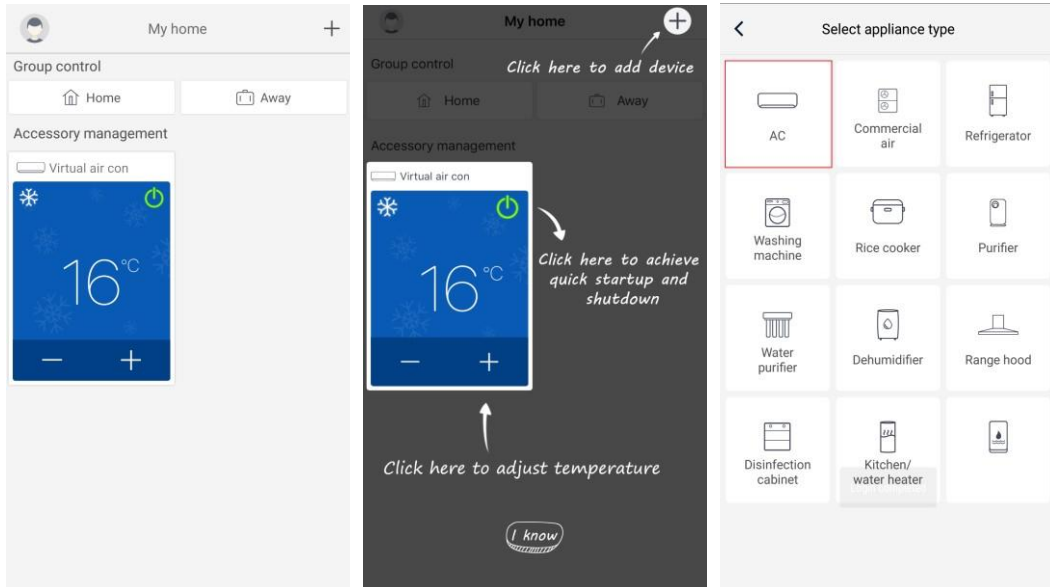 My home
+
Group control
Home
Away
Accessory management
Virtual air con
16°C
— +
My home
+
Click here to add device
Group control
Home
Away
Accessory management
Virtual air con
16°C
— +
Click here to achieve
quick startup and
shutdown
Click here to adjust temperature
I know
Select appliance type
AC
Commercial
air
Refrigerator
Washing
machine
Rice cooker
Purifier
Water
purifier
Dehumidifier
Range hood
Disinfection
cabinet
Kitchen/
water heater